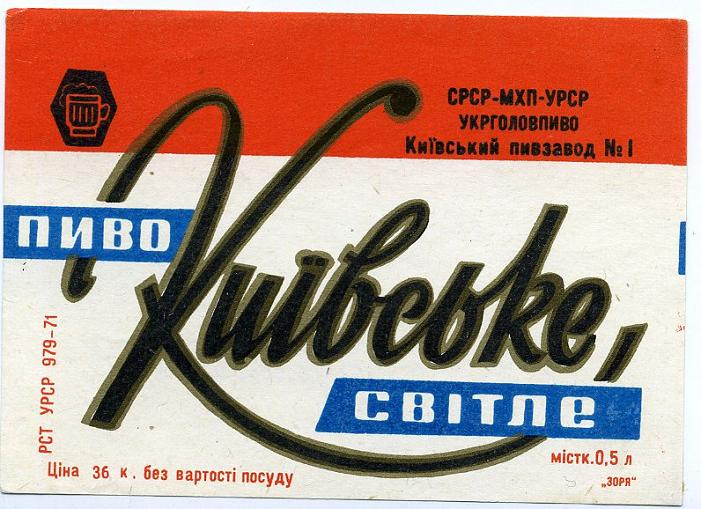 СРСР-МХП-УРСР
УКРГОЛОВПИВО
Київський пивзавод №1
ПИВО
Київське,
СВІТЛЕ
РСТ УРСР 979-71
містк.0,5 л
Ціна 36 к. без вартості посуду
„ЗОРЯ“